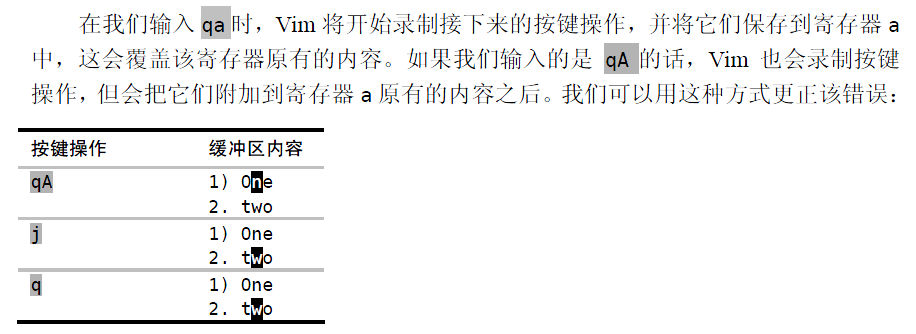 在我们输入 qa 时，Vim 将开始录制接下来的按键操作，并将它们保存到寄存器 a
中，这会覆盖该寄存器原有的内容。如果我们输入的是 qA 的话，Vim 也会录制按键
操作，但会把它们附加到寄存器 a 原有的内容之后。我们可以用这种方式更正该错误：
按键操作 缓冲区内容
qA 1) One
2. two
j 1) One
2. two
q 1) One
2. two